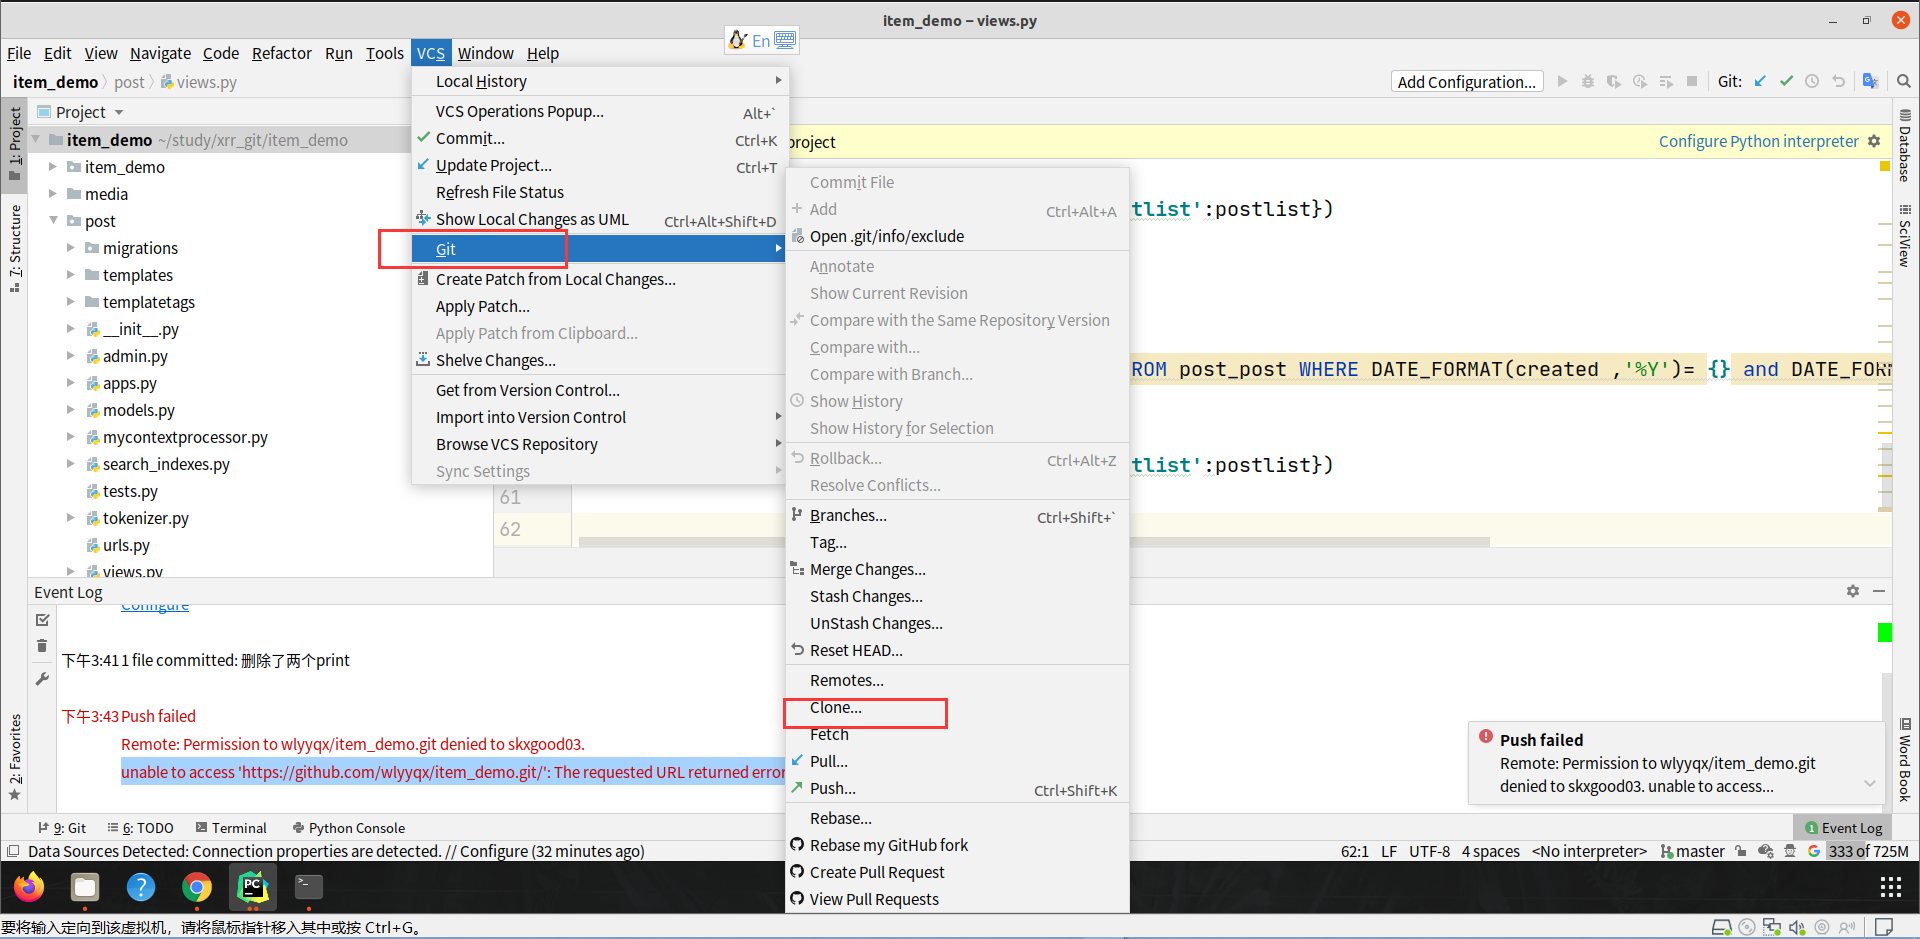 item_demo – views.py
En
File Edit View Navigate Code Refactor Run Tools VCS Window Help
item_demo post views.py
Add Configuration...
Git:
1: Project
7: Structure
2: Favorites
Project
item_demo ~/study/xrr_git/item_demo
item_demo
media
post
migrations
templates
templatetags
__init__.py
admin.py
apps.py
models.py
mycontextprocessor.py
search_indexes.py
tests.py
tokenizer.py
urls.py
views.py
Local History
VCS Operations Popup... Alt+`
Commit... Ctrl+K
Update Project... Ctrl+T
Refresh File Status
Show Local Changes as UML Ctrl+Alt+Shift+D
Git
Create Patch from Local Changes...
Apply Patch...
Apply Patch from Clipboard...
Shelve Changes...
Get from Version Control...
Import into Version Control
Browse VCS Repository
Sync Settings
Commit File
Add Ctrl+Alt+A
Open .git/info/exclude
Annotate
Show Current Revision
Compare with the Same Repository Version
Compare with...
Compare with Branch...
Show History
Show History for Selection
Rollback... Ctrl+Alt+Z
Resolve Conflicts...
Branches... Ctrl+Shift+`
Tag...
Merge Changes...
Stash Changes...
UnStash Changes...
Reset HEAD...
Remotes...
Clone...
Fetch
Pull...
Push... Ctrl+Shift+K
Rebase...
Rebase my GitHub fork
Create Pull Request
View Pull Requests
project
Configure Python interpreter
tlist':postlist})
ROM post_post WHERE DATE_FORMAT(created ,'%Y')= {} and DATE_FORM
tlist':postlist})
61
62
Database
SciView
Word Book
Event Log
Configure
下午3:41 1 file committed: 删除了两个print
下午3:43 Push failed
Remote: Permission to wlyyqx/item_demo.git denied to skxgood03.
unable to access 'https://github.com/wlyyqx/item_demo.git/': The requested URL returned error
Push failed
Remote: Permission to wlyyqx/item_demo.git
denied to skxgood03. unable to access...
9: Git 6: TODO Terminal Python Console
1 Event Log
Data Sources Detected: Connection properties are detected. // Configure (32 minutes ago)
62:1 LF UTF-8 4 spaces <No interpreter> master 333 of 725M
PC
要将输入定向到该虚拟机，请将鼠标指针移入其中或按 Ctrl+G。